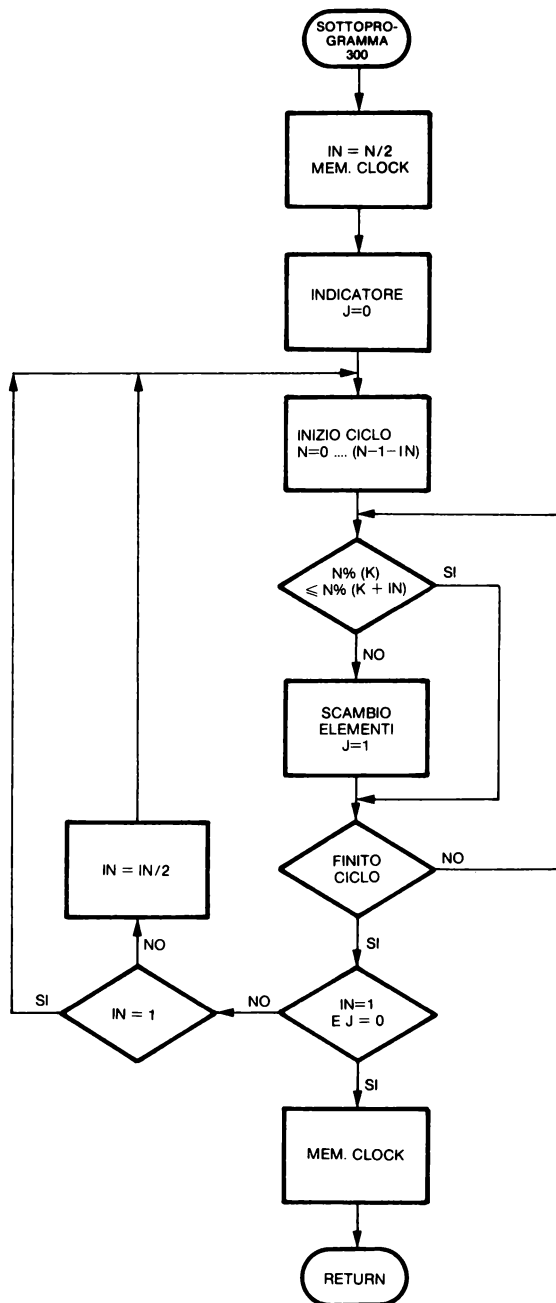 SOTTOPRO-
GRAMMA
300
IN = N/2
MEM. CLOCK
INDICATORE
J=0
INIZIO CICLO
N=0 .... (N-1-IN)
N% (K)
≤ N% (K + IN)
SI
NO
SCAMBIO
ELEMENTI
J=1
FINITO
CICLO
NO
SI
IN = IN/2
NO
SI
IN = 1
NO
IN=1
E J = 0
SI
MEM. CLOCK
RETURN